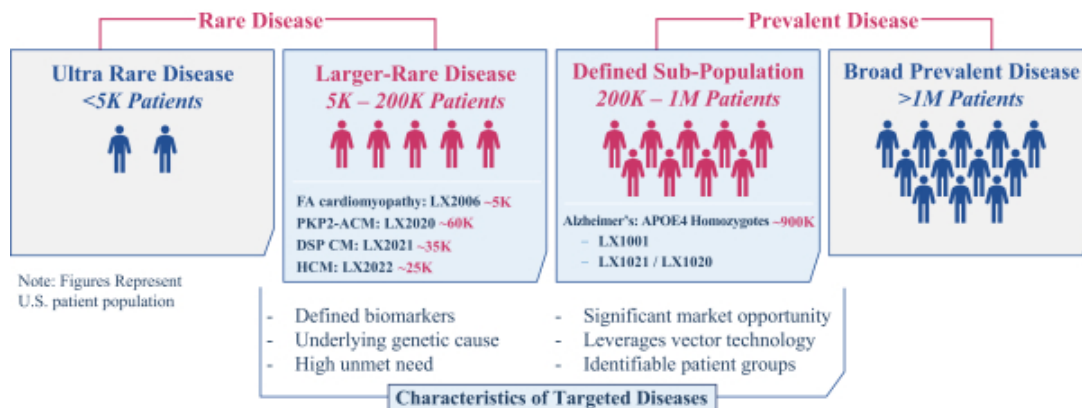 Rare Disease
Prevalent Disease
Ultra Rare Disease
<5K Patients
Larger-Rare Disease
5K – 200K Patients
FA cardiomyopathy: LX2006 ~5K
PKP2-ACM: LX2020 ~60K
DSP CM: LX2021 ~35K
HCM: LX2022 ~25K
Defined Sub-Population
200K – 1M Patients
Alzheimer's: APOE4 Homozygotes ~900K
– LX1001
– LX1021 / LX1020
Broad Prevalent Disease
>1M Patients
Note: Figures Represent
U.S. patient population
- Defined biomarkers
- Underlying genetic cause
- High unmet need
- Significant market opportunity
- Leverages vector technology
- Identifiable patient groups
Characteristics of Targeted Diseases